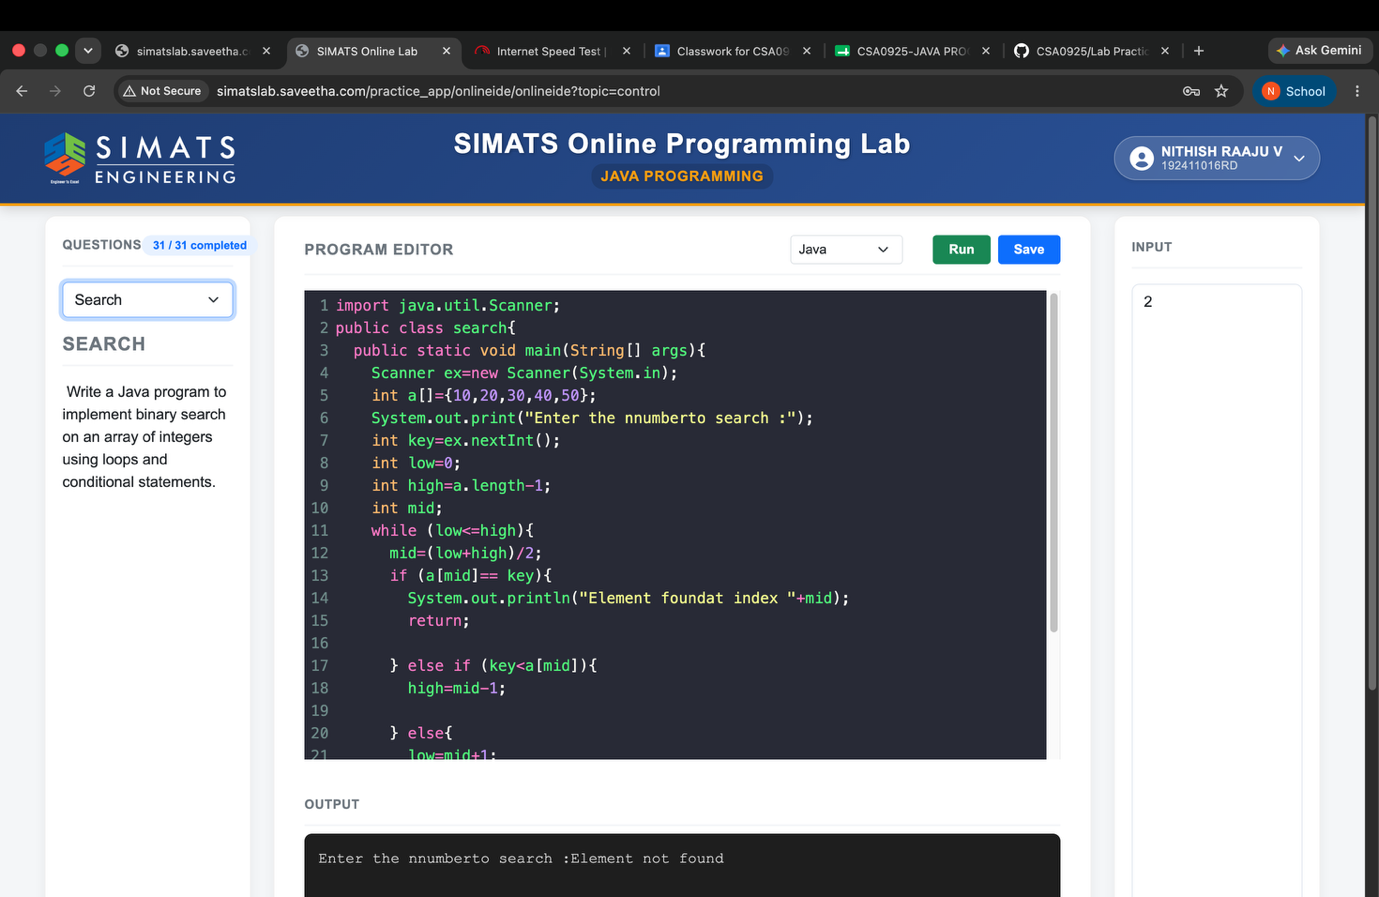 simatslab.saveetha.c
SIMATS Online Lab
Internet Speed Test |
Classwork for CSA09
CSA0925-JAVA PRO
CSA0925/Lab Practic
Ask Gemini
Not Secure
simatslab.saveetha.com/practice_app/onlineide/onlineide?topic=control
N School
SIMATS
ENGINEERING
Engineer to Excel
SIMATS Online Programming Lab
JAVA PROGRAMMING
NITHISH RAAJU V
192411016RD
QUESTIONS 31 / 31 completed
Search
SEARCH
Write a Java program to
implement binary search
on an array of integers
using loops and
conditional statements.
PROGRAM EDITOR
Java
Run
Save
1 import java.util.Scanner;
2 public class search{
3 public static void main(String[] args){
4 Scanner ex=new Scanner(System.in);
5 int a[]={10,20,30,40,50};
6 System.out.print("Enter the nnumberto search :");
7 int key=ex.nextInt();
8 int low=0;
9 int high=a.length-1;
10 int mid;
11 while (low<=high){
12 mid=(low+high)/2;
13 if (a[mid]== key){
14 System.out.println("Element foundat index "+mid);
15 return;
16
17 } else if (key<a[mid]){
18 high=mid-1;
19
20 } else{
21 low=mid+1;
OUTPUT
Enter the nnumberto search :Element not found
INPUT
2